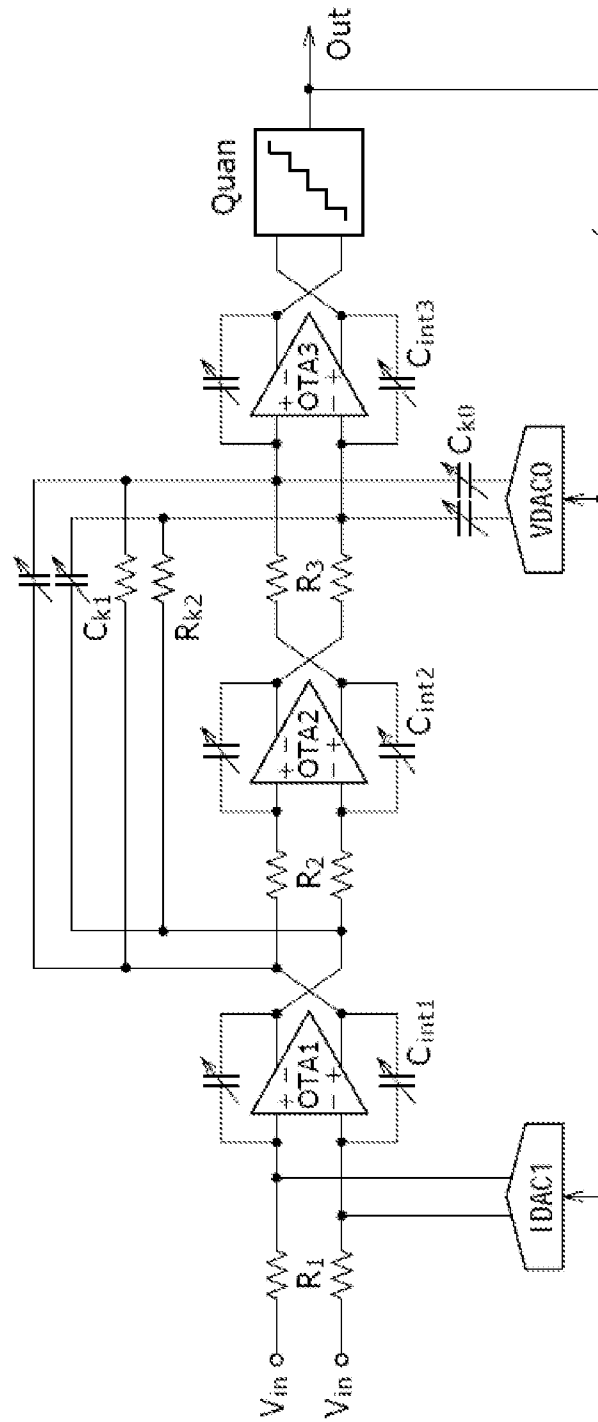 V_in
V_in
R_1
IDAC1
+ −
OTA1
+ −
C_int1
R_2
+ −
OTA2
+ −
C_int2
C_k1
R_k2
R_3
+ −
OTA3
+ −
C_int3
C_k0
VDAC0
Quan
Out